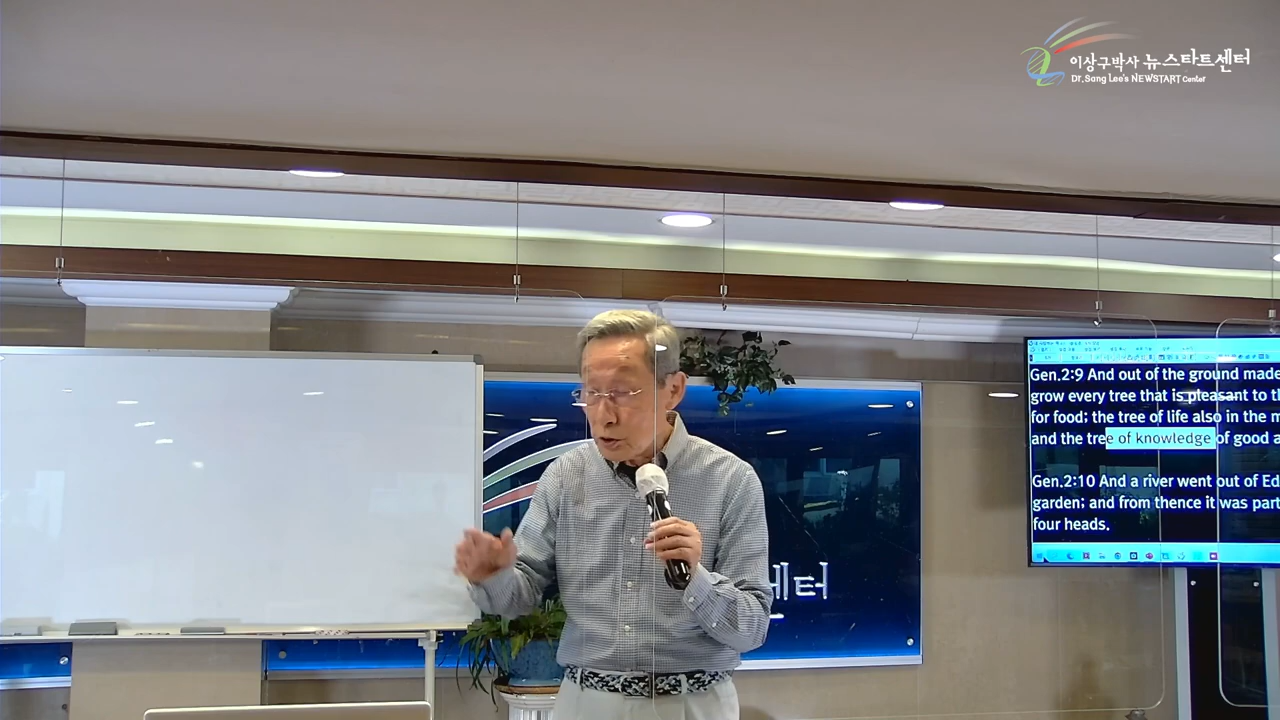 이상구박사 뉴스타트센터
Dr. Sang Lee's NEWSTART Center
Gen.2:9 And out of the ground made
grow every tree that is pleasant to th
for food; the tree of life also in the m
and the tree of knowledge of good a
Gen.2:10 And a river went out of Ed
garden; and from thence it was part
four heads.
센터